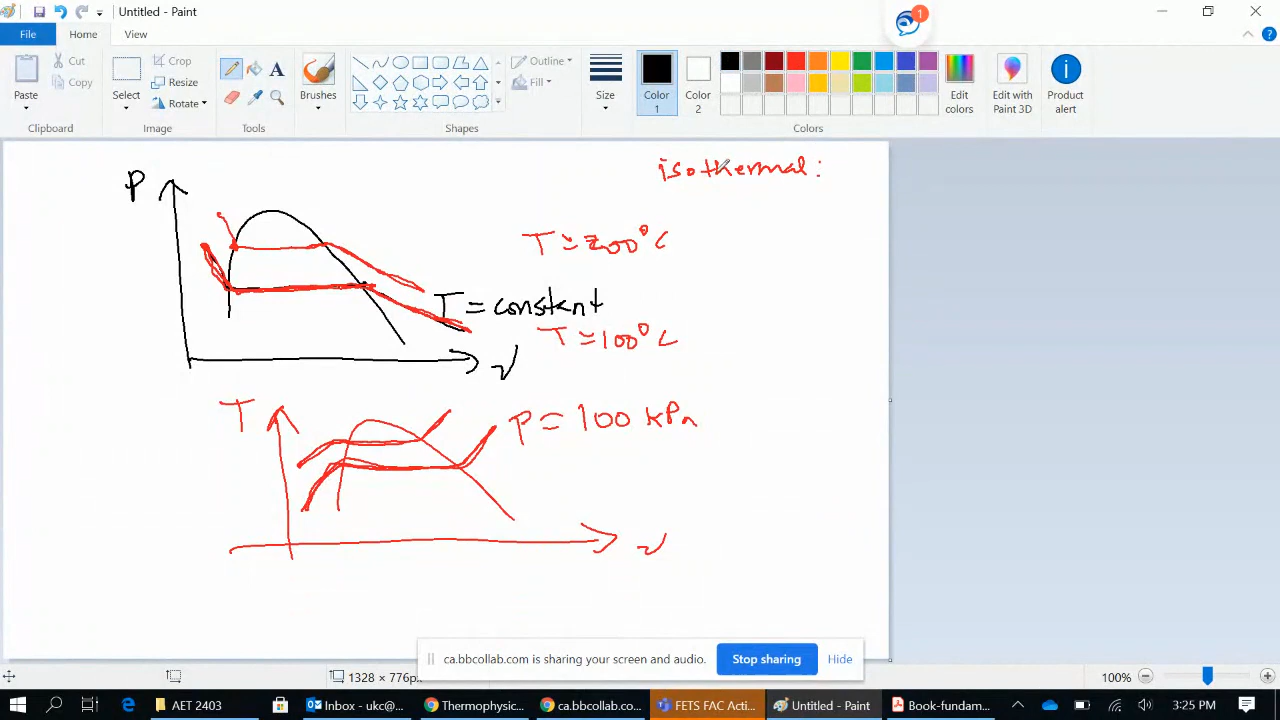 Untitled - Paint
1
File
Home
View
Paste
Cut
Copy
Clipboard
Select
Crop
Resize
Rotate
Image
Tools
Brushes
Shapes
Outline
Fill
Size
Color 1
Color 2
Edit colors
Edit with Paint 3D
Product alert
Colors
isothermal:
P
T ≃ 200°C
T = constant
T ≃ 100°C
v
T
P = 100 kPa
v
ca.bbcollab.com is sharing your screen and audio.
Stop sharing
Hide
1328 × 776px
100%
AET 2403
Inbox - ukc@...
Thermophysic...
ca.bbcollab.com/...
FETS FAC Acti...
Untitled - Paint
Book-fundam...
3:25 PM